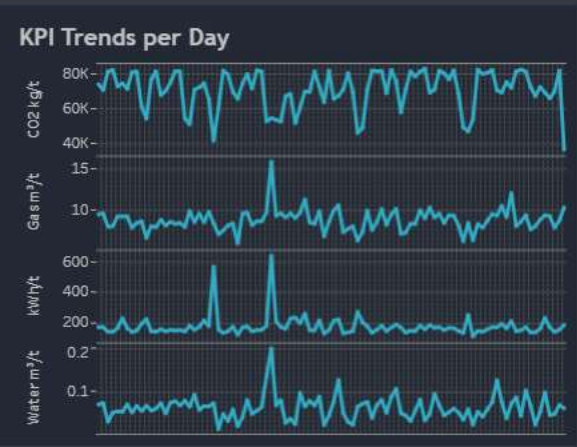 KPI Trends per Day
CO2 kg/t
80K
60K
40K
Gas m³/t
15
10
kWh/t
600
400
200
Water m³/t
0.2
0.1